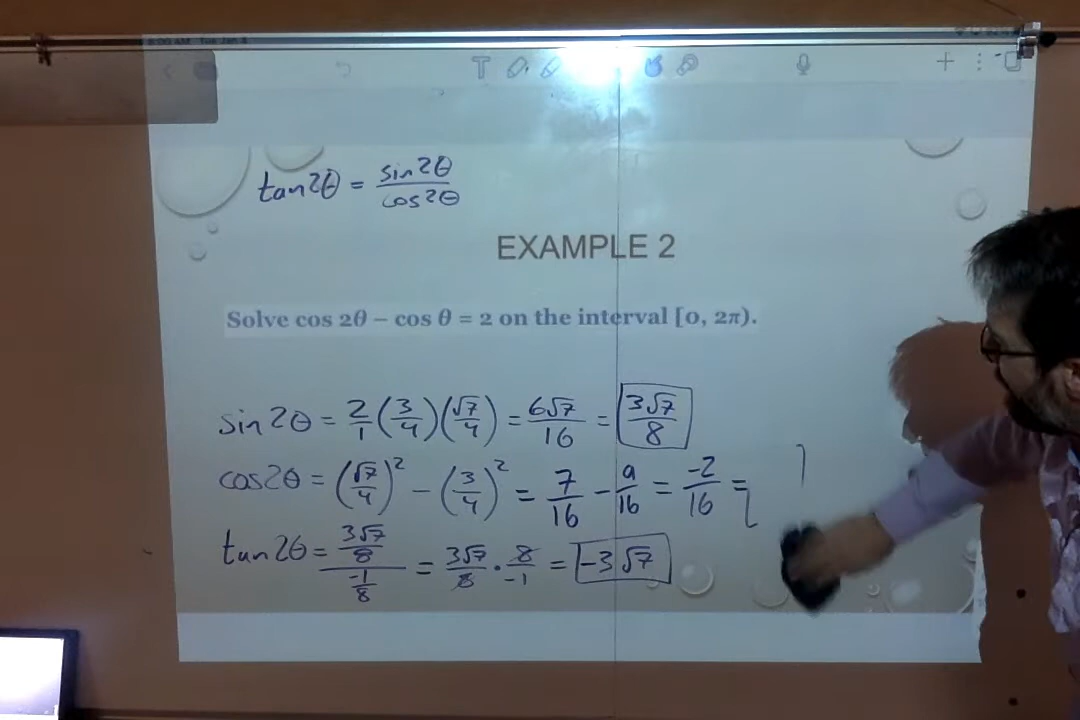 tan2θ = sin2θ / cos2θ
EXAMPLE 2
Solve cos 2θ − cos θ = 2 on the interval [0, 2π).
sin2θ = 2/1 (3/4)(√7/4) = 6√7/16 = 3√7/8
cos2θ = (√7/4)² − (3/4)² = 7/16 − 9/16 = -2/16 =
tan2θ = (3√7/8)/(-1/8) = 3√7/8 · 8/-1 = -3√7